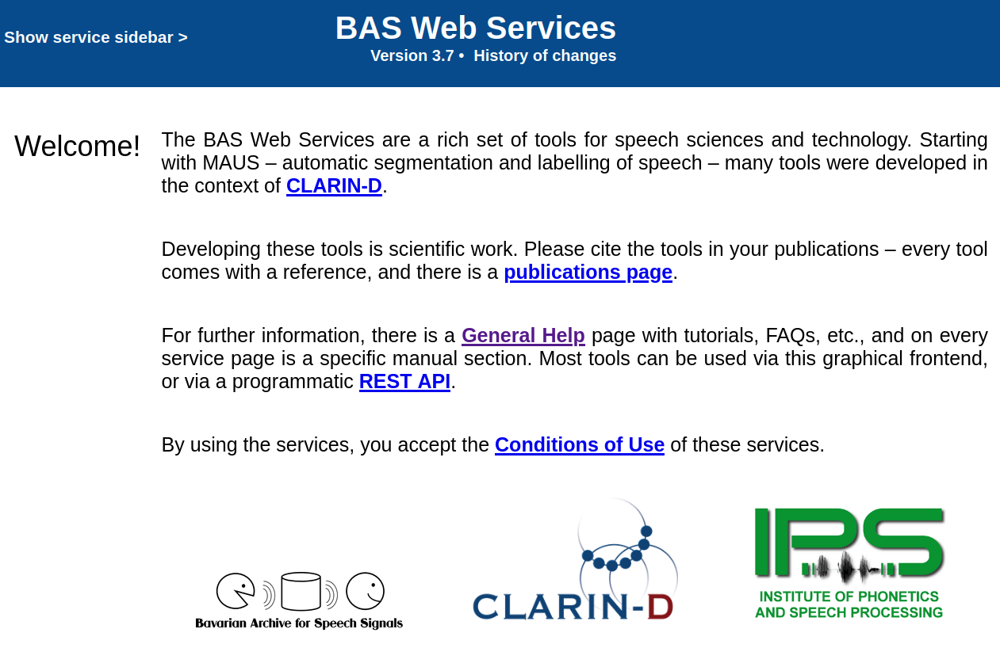 Show service sidebar >
BAS Web Services
Version 3.7 •  History of changes
Welcome!
The BAS Web Services are a rich set of tools for speech sciences and technology. Starting
with MAUS – automatic segmentation and labelling of speech – many tools were developed in
the context of CLARIN-D.
Developing these tools is scientific work. Please cite the tools in your publications – every tool
comes with a reference, and there is a publications page.
For further information, there is a General Help page with tutorials, FAQs, etc., and on every
service page is a specific manual section. Most tools can be used via this graphical frontend,
or via a programmatic REST API.
By using the services, you accept the Conditions of Use of these services.
Bavarian Archive for Speech Signals
CLARIN-D
IPS
INSTITUTE OF PHONETICS
AND SPEECH PROCESSING